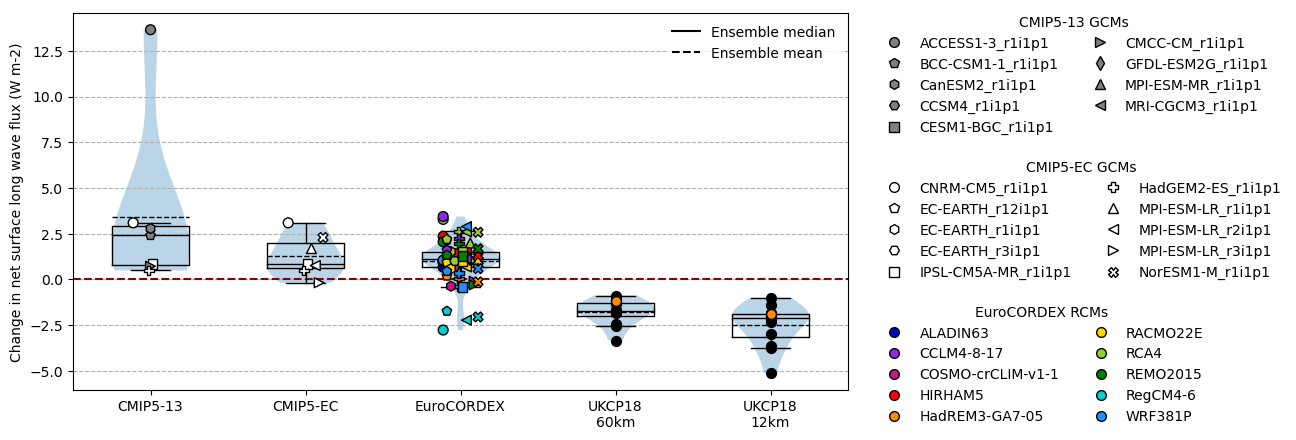 Change in net surface long wave flux (W m-2)
12.5
10.0
7.5
5.0
2.5
0.0
−2.5
−5.0
CMIP5-13
CMIP5-EC
EuroCORDEX
UKCP18
60km
UKCP18
12km
Ensemble median
Ensemble mean
CMIP5-13 GCMs
ACCESS1-3_r1i1p1
BCC-CSM1-1_r1i1p1
CanESM2_r1i1p1
CCSM4_r1i1p1
CESM1-BGC_r1i1p1
CMCC-CM_r1i1p1
GFDL-ESM2G_r1i1p1
MPI-ESM-MR_r1i1p1
MRI-CGCM3_r1i1p1
CMIP5-EC GCMs
CNRM-CM5_r1i1p1
EC-EARTH_r12i1p1
EC-EARTH_r1i1p1
EC-EARTH_r3i1p1
IPSL-CM5A-MR_r1i1p1
HadGEM2-ES_r1i1p1
MPI-ESM-LR_r1i1p1
MPI-ESM-LR_r2i1p1
MPI-ESM-LR_r3i1p1
NorESM1-M_r1i1p1
EuroCORDEX RCMs
ALADIN63
CCLM4-8-17
COSMO-crCLIM-v1-1
HIRHAM5
HadREM3-GA7-05
RACMO22E
RCA4
REMO2015
RegCM4-6
WRF381P